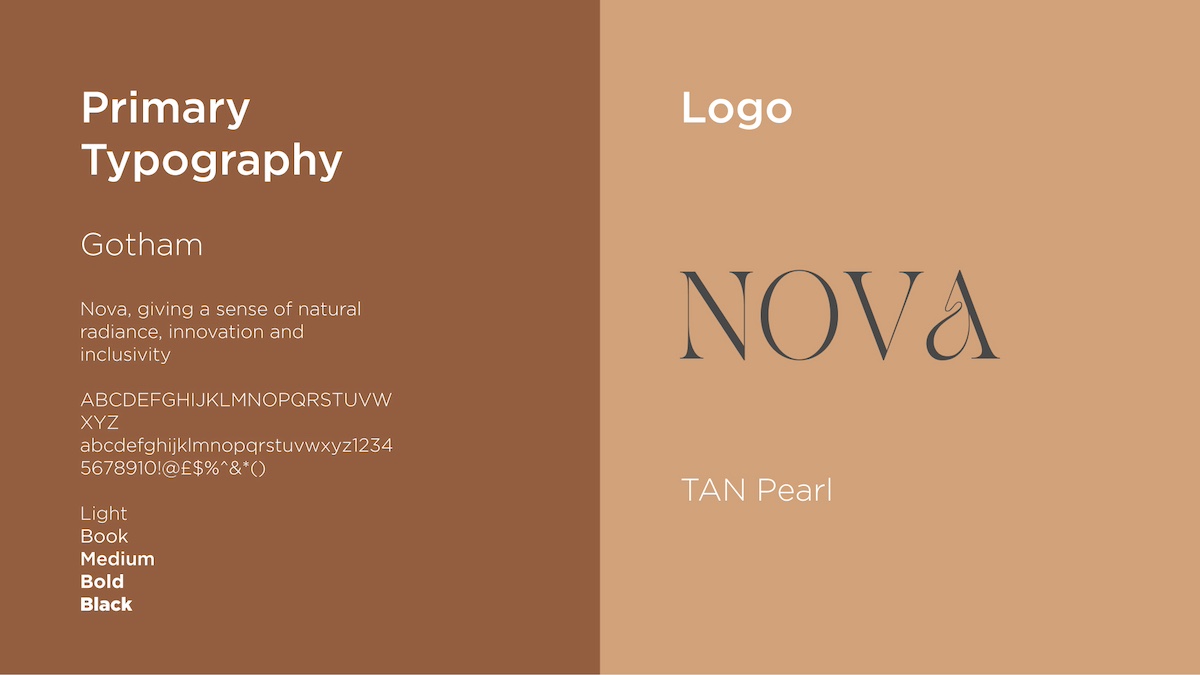 Primary
Typography
Gotham
Nova, giving a sense of natural
radiance, innovation and
inclusivity
ABCDEFGHIJKLMNOPQRSTUVW
XYZ
abcdefghijklmnopqrstuvwxyz1234
5678910!@£$%^&*()
Light
Book
Medium
Bold
Black
Logo
NOVA
TAN Pearl